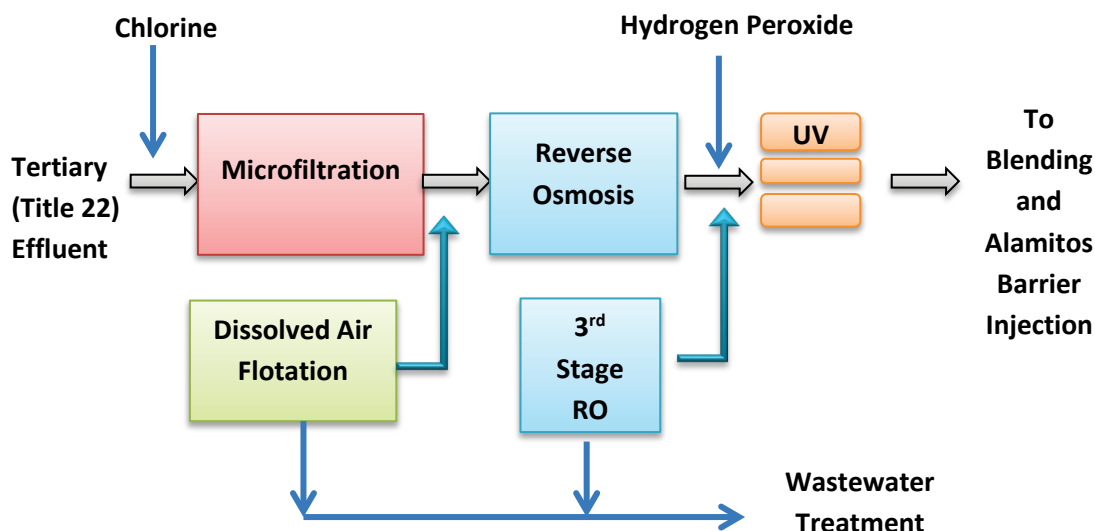 Chlorine
Hydrogen Peroxide
Tertiary
(Title 22)
Effluent
Microfiltration
Reverse
Osmosis
UV
To
Blending
and
Alamitos
Barrier
Injection
Dissolved Air
Flotation
3rd
Stage
RO
Wastewater
Treatment